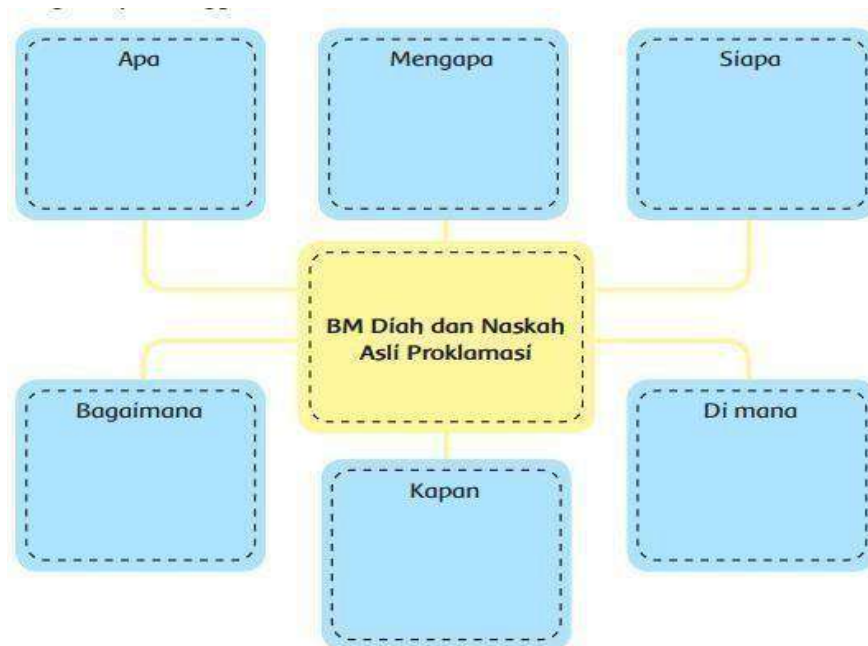 Apa
Mengapa
Siapa
BM Diah dan Naskah
Asli Proklamasi
Bagaimana
Kapan
Di mana